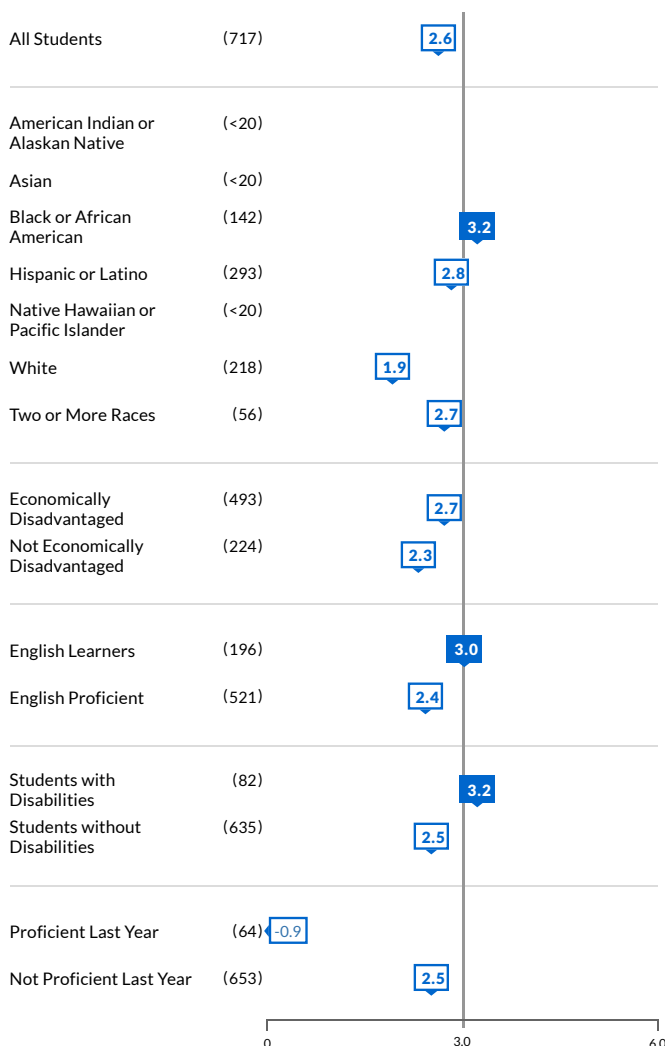 All Students (717) 2.6
American Indian or (<20)
Alaskan Native
Asian (<20)
Black or African (142) 3.2
American
Hispanic or Latino (293) 2.8
Native Hawaiian or (<20)
Pacific Islander
White (218) 1.9
Two or More Races (56) 2.7
Economically (493) 2.7
Disadvantaged
Not Economically (224) 2.3
Disadvantaged
English Learners (196) 3.0
English Proficient (521) 2.4
Students with (82) 3.2
Disabilities
Students without (635) 2.5
Disabilities
Proficient Last Year (64) -0.9
Not Proficient Last Year (653) 2.5
0 3.0 6.0